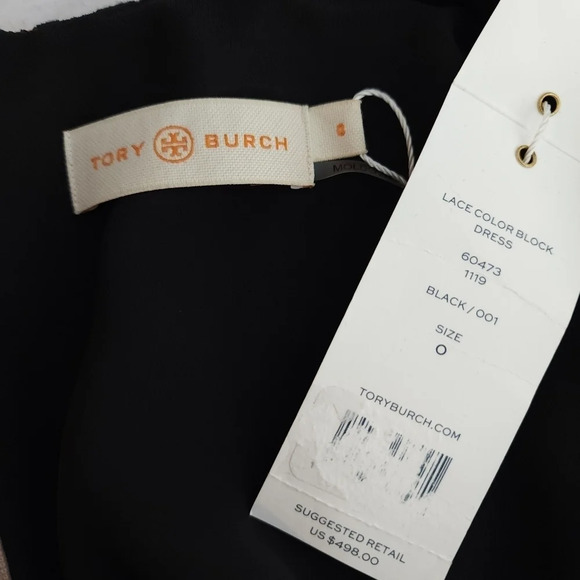 TORY BURCH
LACE COLOR BLOCK
DRESS
60473
1119
BLACK / 001
SIZE
0
TORYBURCH.COM
SUGGESTED RETAIL
US $498.00